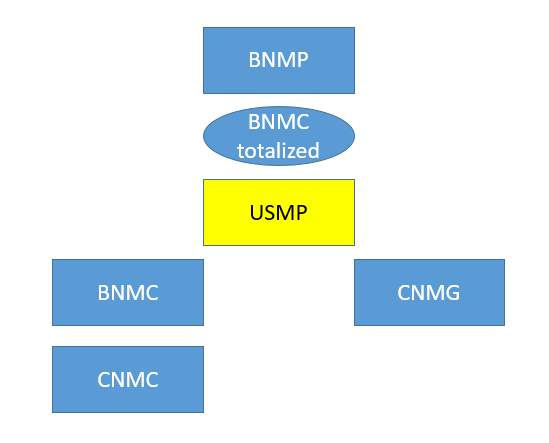 BNMP
BNMC
totalized
USMP
BNMC
CNMG
CNMC